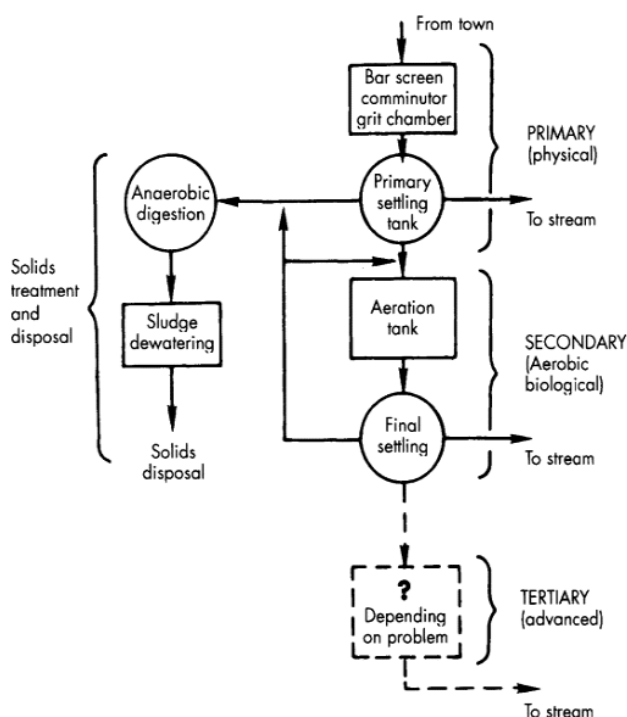 From town
Bar screen
comminutor
grit chamber
PRIMARY
(physical)
Anaerobic
digestion
Primary
settling
tank
To stream
Solids
treatment
and
disposal
Sludge
dewatering
Aeration
tank
SECONDARY
(Aerobic
biological)
Solids
disposal
Final
settling
To stream
?
Depending
on problem
TERTIARY
(advanced)
To stream